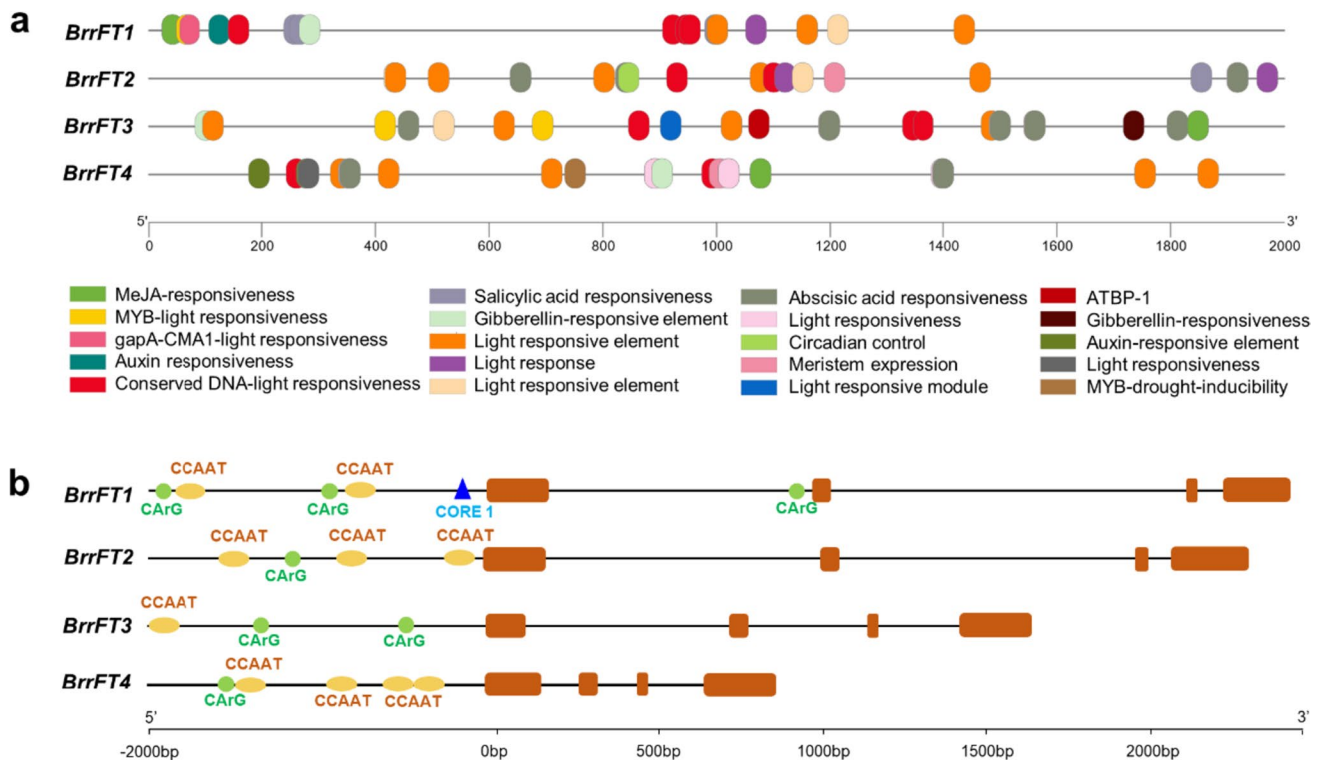 a
BrrFT1
BrrFT2
BrrFT3
BrrFT4
5' 3'
0 200 400 600 800 1000 1200 1400 1600 1800 2000
MeJA-responsiveness
MYB-light responsiveness
gapA-CMA1-light responsiveness
Auxin responsiveness
Conserved DNA-light responsiveness
Salicylic acid responsiveness
Gibberellin-responsive element
Light responsive element
Light response
Light responsive element
Abscisic acid responsiveness
Light responsiveness
Circadian control
Meristem expression
Light responsive module
ATBP-1
Gibberellin-responsiveness
Auxin-responsive element
Light responsiveness
MYB-drought-inducibility
b
CCAAT CCAAT
BrrFT1
CArG CArG CORE 1 CArG
CCAAT CCAAT CCAAT
BrrFT2
CArG
CCAAT
BrrFT3
CArG CArG
CCAAT
BrrFT4
CArG CCAAT CCAAT
5' 3'
-2000bp 0bp 500bp 1000bp 1500bp 2000bp